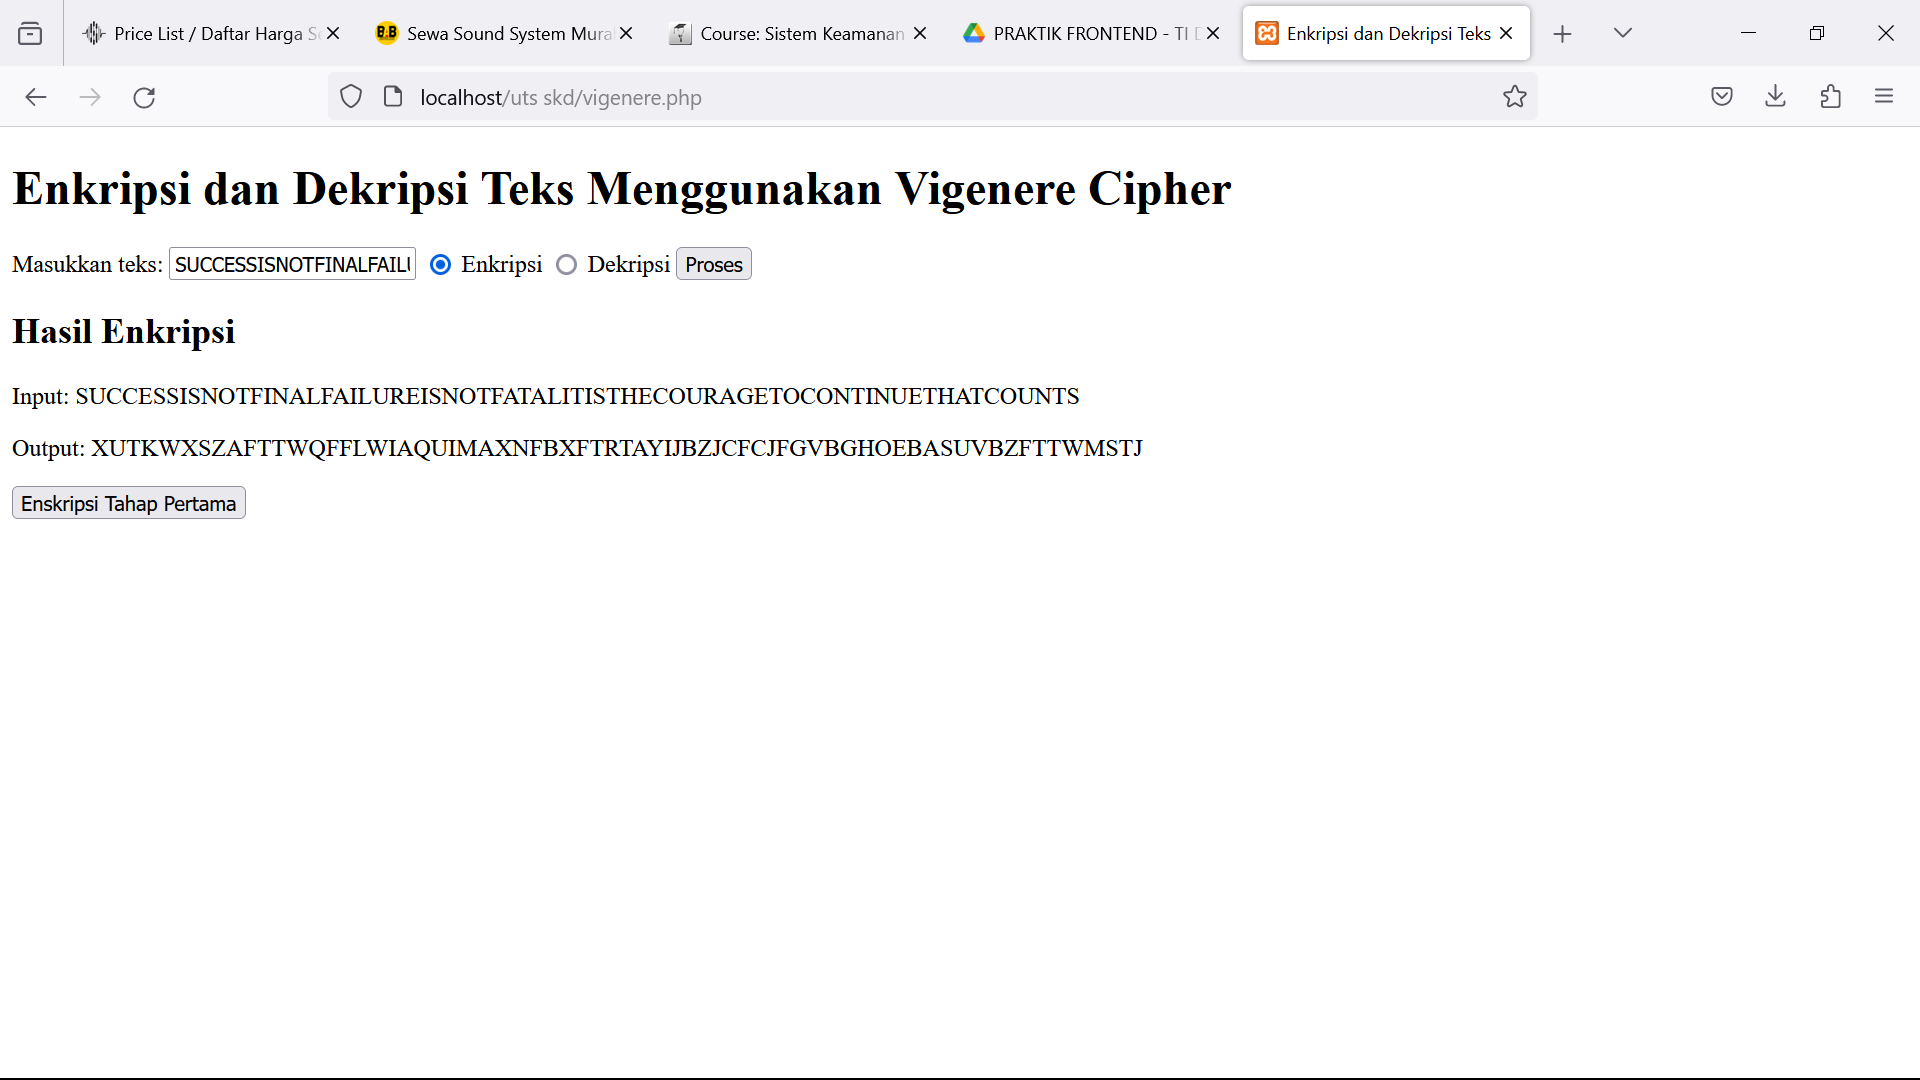 Price List / Daftar Harga
Sewa Sound System Mura
Course: Sistem Keamanan
PRAKTIK FRONTEND - TI
Enkripsi dan Dekripsi Teks
localhost/uts skd/vigenere.php
Enkripsi dan Dekripsi Teks Menggunakan Vigenere Cipher
Masukkan teks: SUCCESSISNOTFINALFAILU Enkripsi Dekripsi Proses
Hasil Enkripsi
Input: SUCCESSISNOTFINALFAILUREISNOTFATALITISTHECOURAGETOCONTINUETHATCOUNTS
Output: XUTKWXSZAFTTWQFFLWIAQUIMAXNFBXFTRTAYIJBZJCFCJFGVBGHOEBASUVBZFTTWMSTJ
Enskripsi Tahap Pertama